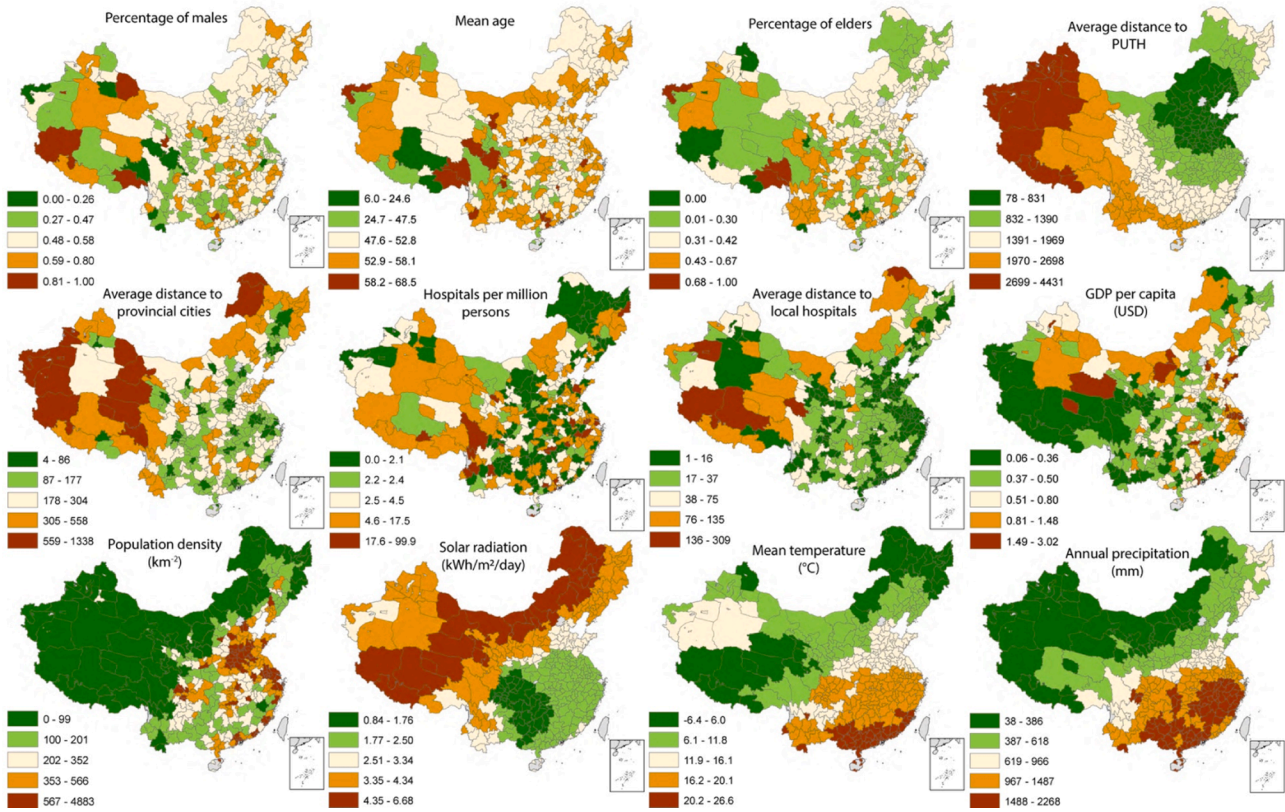 Percentage of males
0.00 - 0.26
0.27 - 0.47
0.48 - 0.58
0.59 - 0.80
0.81 - 1.00
Mean age
6.0 - 24.6
24.7 - 47.5
47.6 - 52.8
52.9 - 58.1
58.2 - 68.5
Percentage of elders
0.00
0.01 - 0.30
0.31 - 0.42
0.43 - 0.67
0.68 - 1.00
Average distance to
PUTH
78 - 831
832 - 1390
1391 - 1969
1970 - 2698
2699 - 4431
Average distance to
provincial cities
4 - 86
87 - 177
178 - 304
305 - 558
559 - 1338
Hospitals per million
persons
0.0 - 2.1
2.2 - 2.4
2.5 - 4.5
4.6 - 17.5
17.6 - 99.9
Average distance to
local hospitals
1 - 16
17 - 37
38 - 75
76 - 135
136 - 309
GDP per capita
(USD)
0.06 - 0.36
0.37 - 0.50
0.51 - 0.80
0.81 - 1.48
1.49 - 3.02
Population density
(km⁻²)
0 - 99
100 - 201
202 - 352
353 - 566
567 - 4883
Solar radiation
(kWh/m²/day)
0.84 - 1.76
1.77 - 2.50
2.51 - 3.34
3.35 - 4.34
4.35 - 6.68
Mean temperature
(°C)
-6.4 - 6.0
6.1 - 11.8
11.9 - 16.1
16.2 - 20.1
20.2 - 26.6
Annual precipitation
(mm)
38 - 386
387 - 618
619 - 966
967 - 1487
1488 - 2268